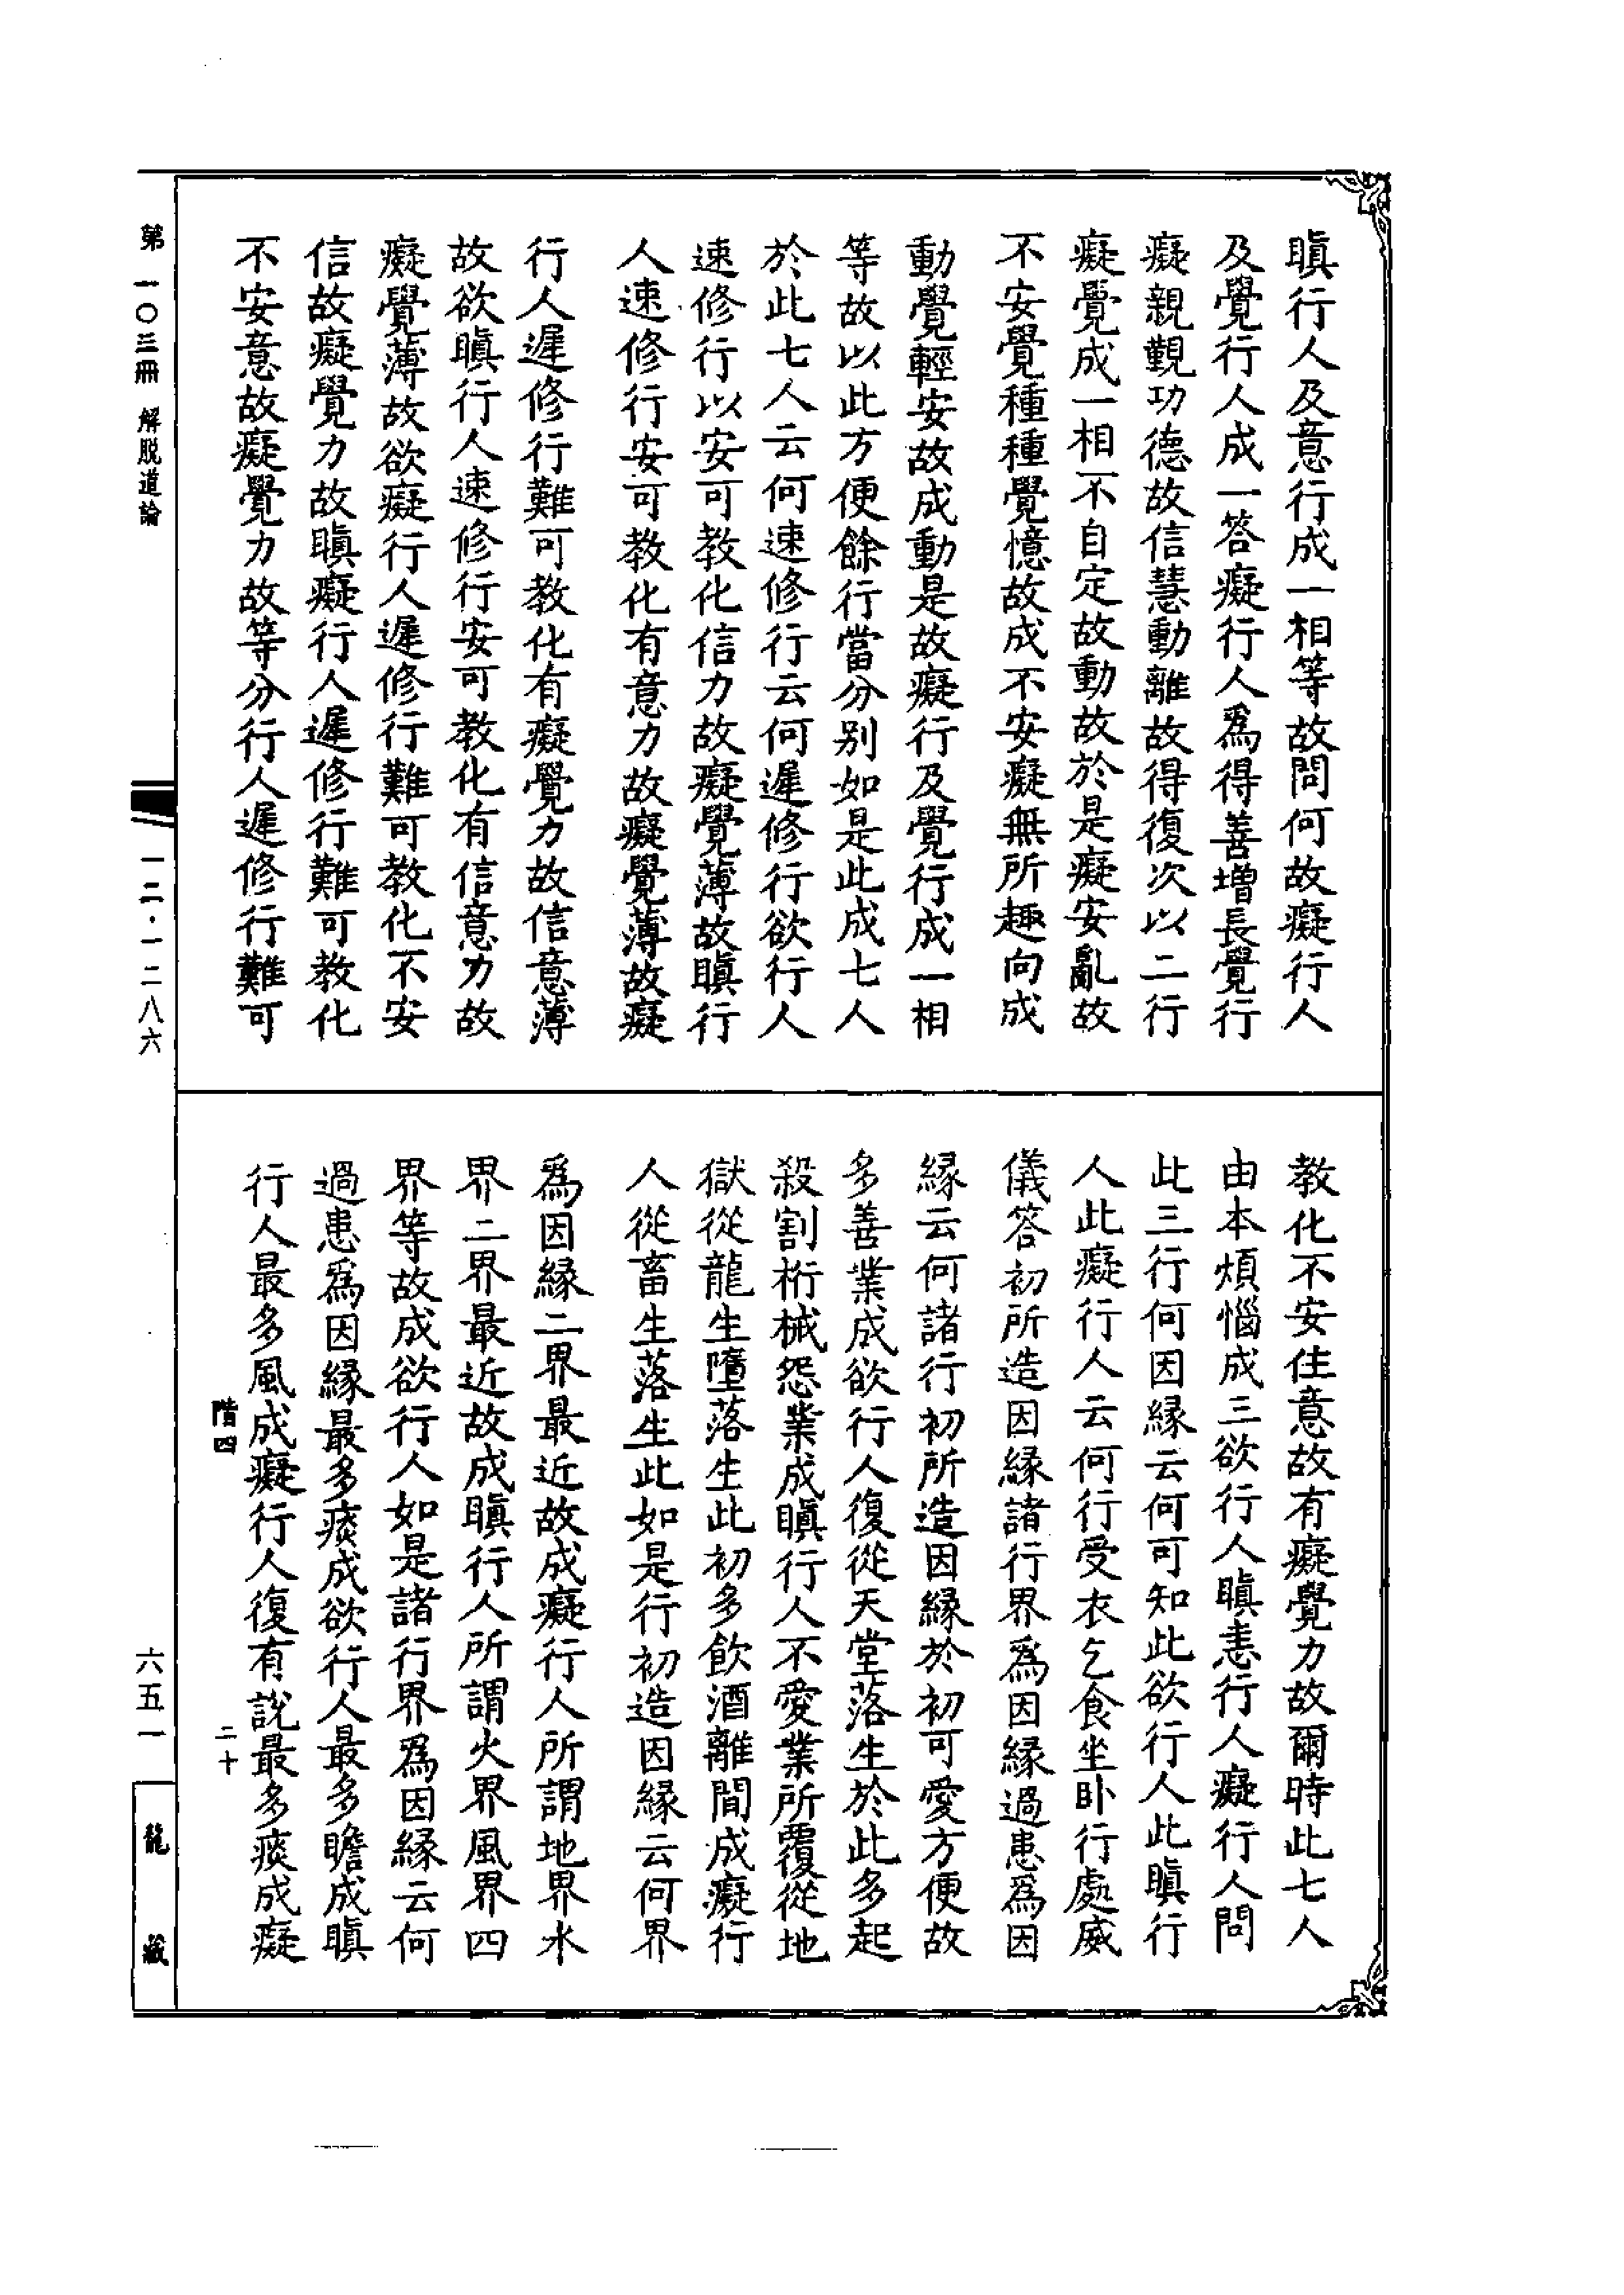 瞋行人及意行成一相等故問何故癡行人
及覺行人成一答癡行人爲得善增長覺行
癡親覲功德故信慧動離故得復次以二行
癡覺成一相不自定故動故於是癡安亂故
不安覺種種覺憶故成不安癡無所趣向成
動覺輕安故成動是故癡行及覺行成一相
等故以此方便餘行當分别如是此成七人
於此七人云何速修行云何遲修行欲行人
速修行以安可教化信力故癡覺薄故瞋行
人速修行安可教化有意力故癡覺薄故癡
行人遲修行難可教化有癡覺力故信意薄
故欲瞋行人速修行安可教化有信意力故
癡覺薄故欲癡行人遲修行難可教化不安
信故癡覺力故瞋癡行人遲修行難可教化
不安意故癡覺力故等分行人遲修行難可
教化不安住意故有癡覺力故爾時此七人
由本煩惱成三欲行人瞋恚行人癡行人問
此三行何因緣云何可知此欲行人此瞋行
人此癡行人云何行受衣乞食坐卧行處威
儀答初所造因緣諸行界爲因緣過患爲因
緣云何諸行初所造因緣於初可愛方便故
多善業成欲行人復從天堂落生於此多起
殺割桁械怨業成瞋行人不愛業所覆從地
獄從龍生墮落生此初多飲酒離間成癡行
人從畜生落生此如是行初造因緣云何界
爲因緣二界最近故成癡行人所謂地界水
界二界最近故成瞋行人所謂火界風界四
界等故成欲行人如是諸行界爲因緣云何
過患爲因緣最多痰成欲行人最多瞻成瞋
行人最多風成癡行人復有說最多痰成癡
階四 二十
第一〇三冊 解脱道論 一二·一二八六 六五一 龍藏